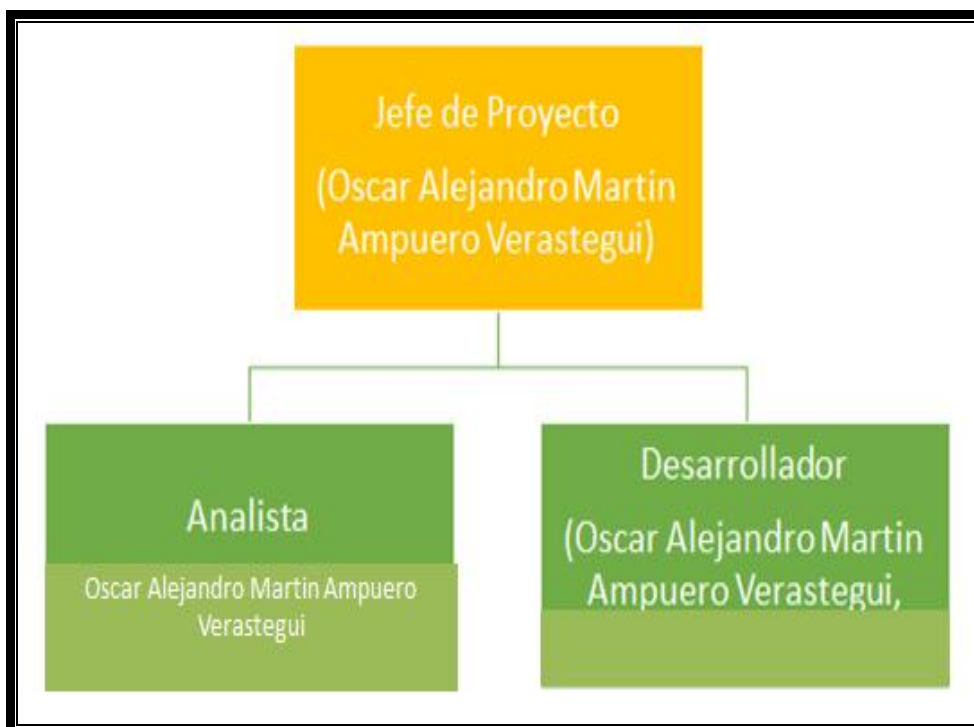 Jefe de Proyecto
(Oscar Alejandro Martin
Ampuero Verastegui)
Analista
Oscar Alejandro Martin Ampuero
Verastegui
Desarrollador
(Oscar Alejandro Martin
Ampuero Verastegui,